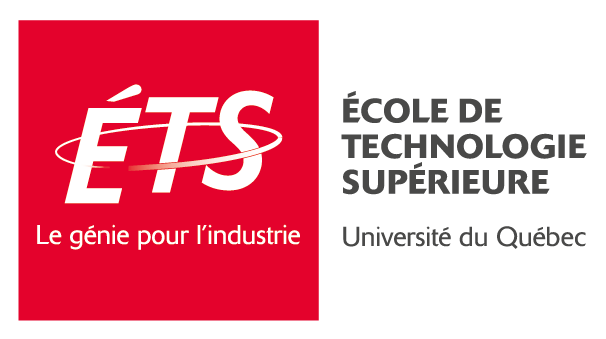 ÉTS
Le génie pour l'industrie
ÉCOLE DE
TECHNOLOGIE
SUPÉRIEURE
Université du Québec